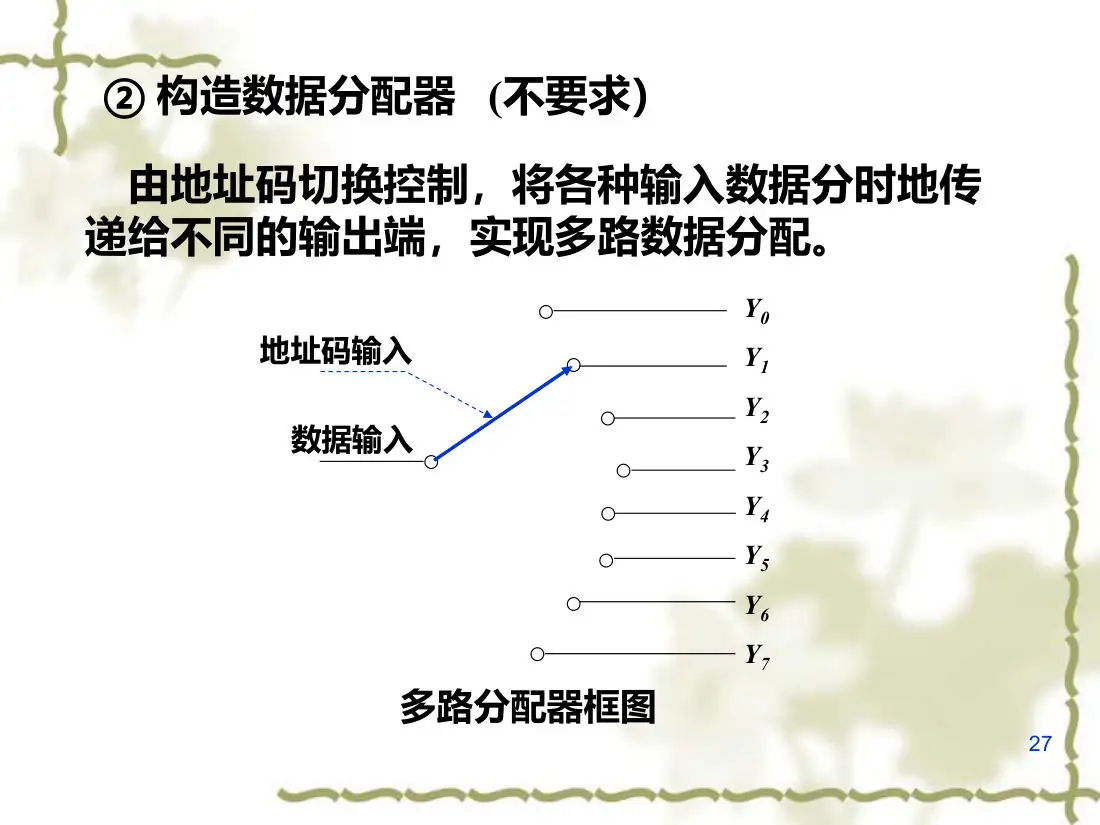 ② 构造数据分配器 (不要求)
由地址码切换控制，将各种输入数据分时地传
递给不同的输出端，实现多路数据分配。
Y0
地址码输入
Y1
Y2
数据输入
Y3
Y4
Y5
Y6
Y7
多路分配器框图
27